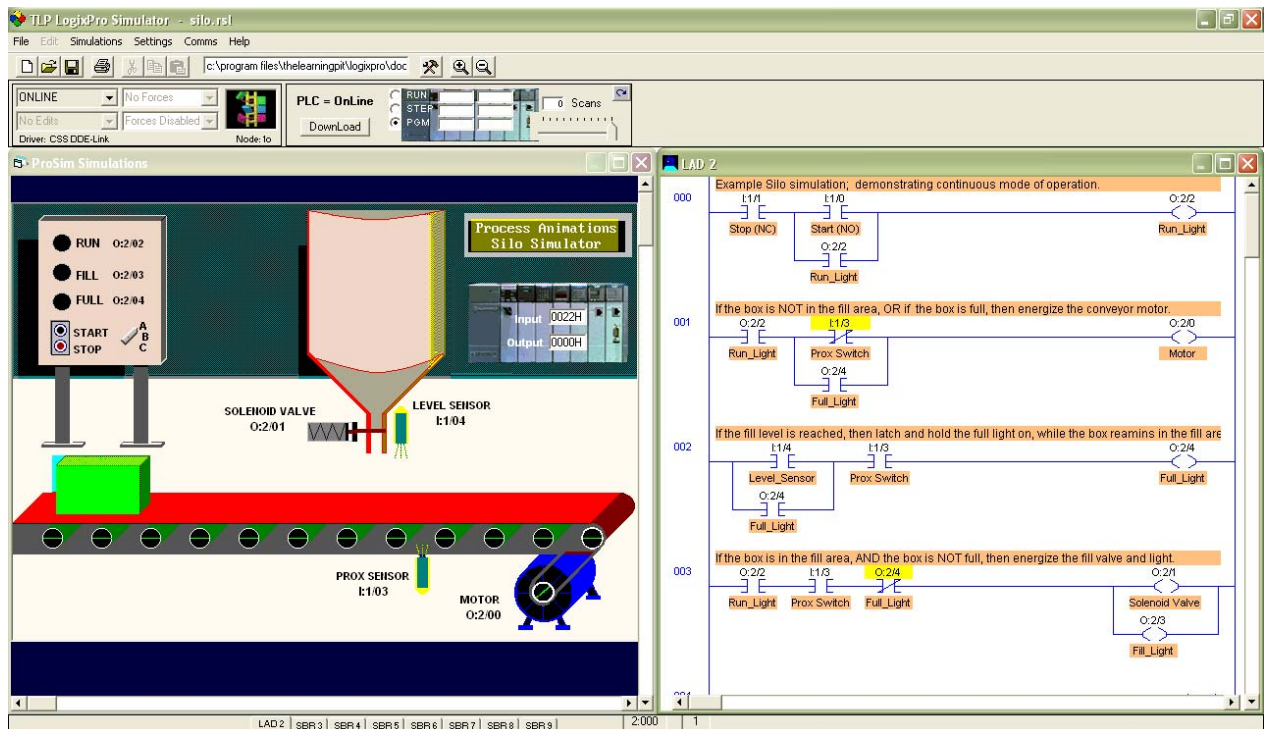 TLP LogixPro Simulator - silo.rsl
File Edit Simulations Settings Comms Help
c:\program files\thelearningpit\logixpro\doc
ONLINE
No Forces
No Edits
Forces Disabled
Driver: CSS DDE-Link
Node: 1o
PLC = OnLine
DownLoad
RUN
STEP
PGM
0 Scans
ProSim Simulations
RUN O:2/02
FILL O:2/03
FULL O:2/04
START
STOP
A
B
C
Process Animations
Silo Simulator
Input 0022H
Output 0000H
SOLENOID VALVE
O:2/01
LEVEL SENSOR
I:1/04
PROX SENSOR
I:1/03
MOTOR
O:2/00
LAD 2
000
Example Silo simulation; demonstrating continuous mode of operation.
I:1/1 I:1/0 O:2/2
Stop (NC) Start (NO) Run_Light
O:2/2
Run_Light
001
If the box is NOT in the fill area, OR if the box is full, then energize the conveyor motor.
O:2/2 I:1/3 O:2/0
Run_Light Prox Switch Motor
O:2/4
Full_Light
002
If the fill level is reached, then latch and hold the full light on, while the box reamins in the fill are
I:1/4 I:1/3 O:2/4
Level_Sensor Prox Switch Full_Light
O:2/4
Full_Light
003
If the box is in the fill area, AND the box is NOT full, then energize the fill valve and light.
O:2/2 I:1/3 O:2/4 O:2/1
Run_Light Prox Switch Full_Light Solenoid Valve
O:2/3
Fill_Light
LAD 2 SBR 3 SBR 4 SBR 5 SBR 6 SBR 7 SBR 8 SBR 9
2:000 1